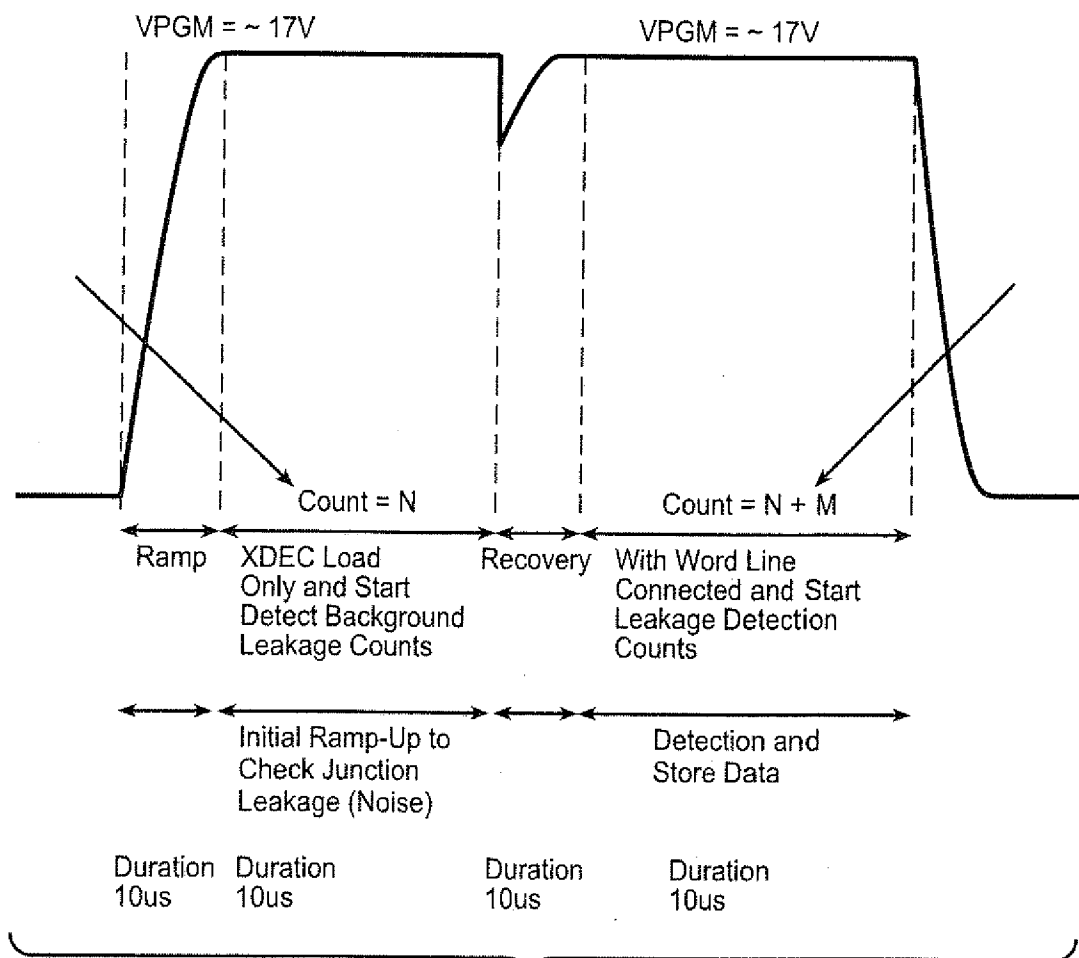 VPGM = ~ 17V
VPGM = ~ 17V
Count = N
Count = N + M
Ramp
XDEC Load
Only and Start
Detect Background
Leakage Counts
Recovery
With Word Line
Connected and Start
Leakage Detection
Counts
Initial Ramp-Up to
Check Junction
Leakage (Noise)
Detection and
Store Data
Duration
10us
Duration
10us
Duration
10us
Duration
10us